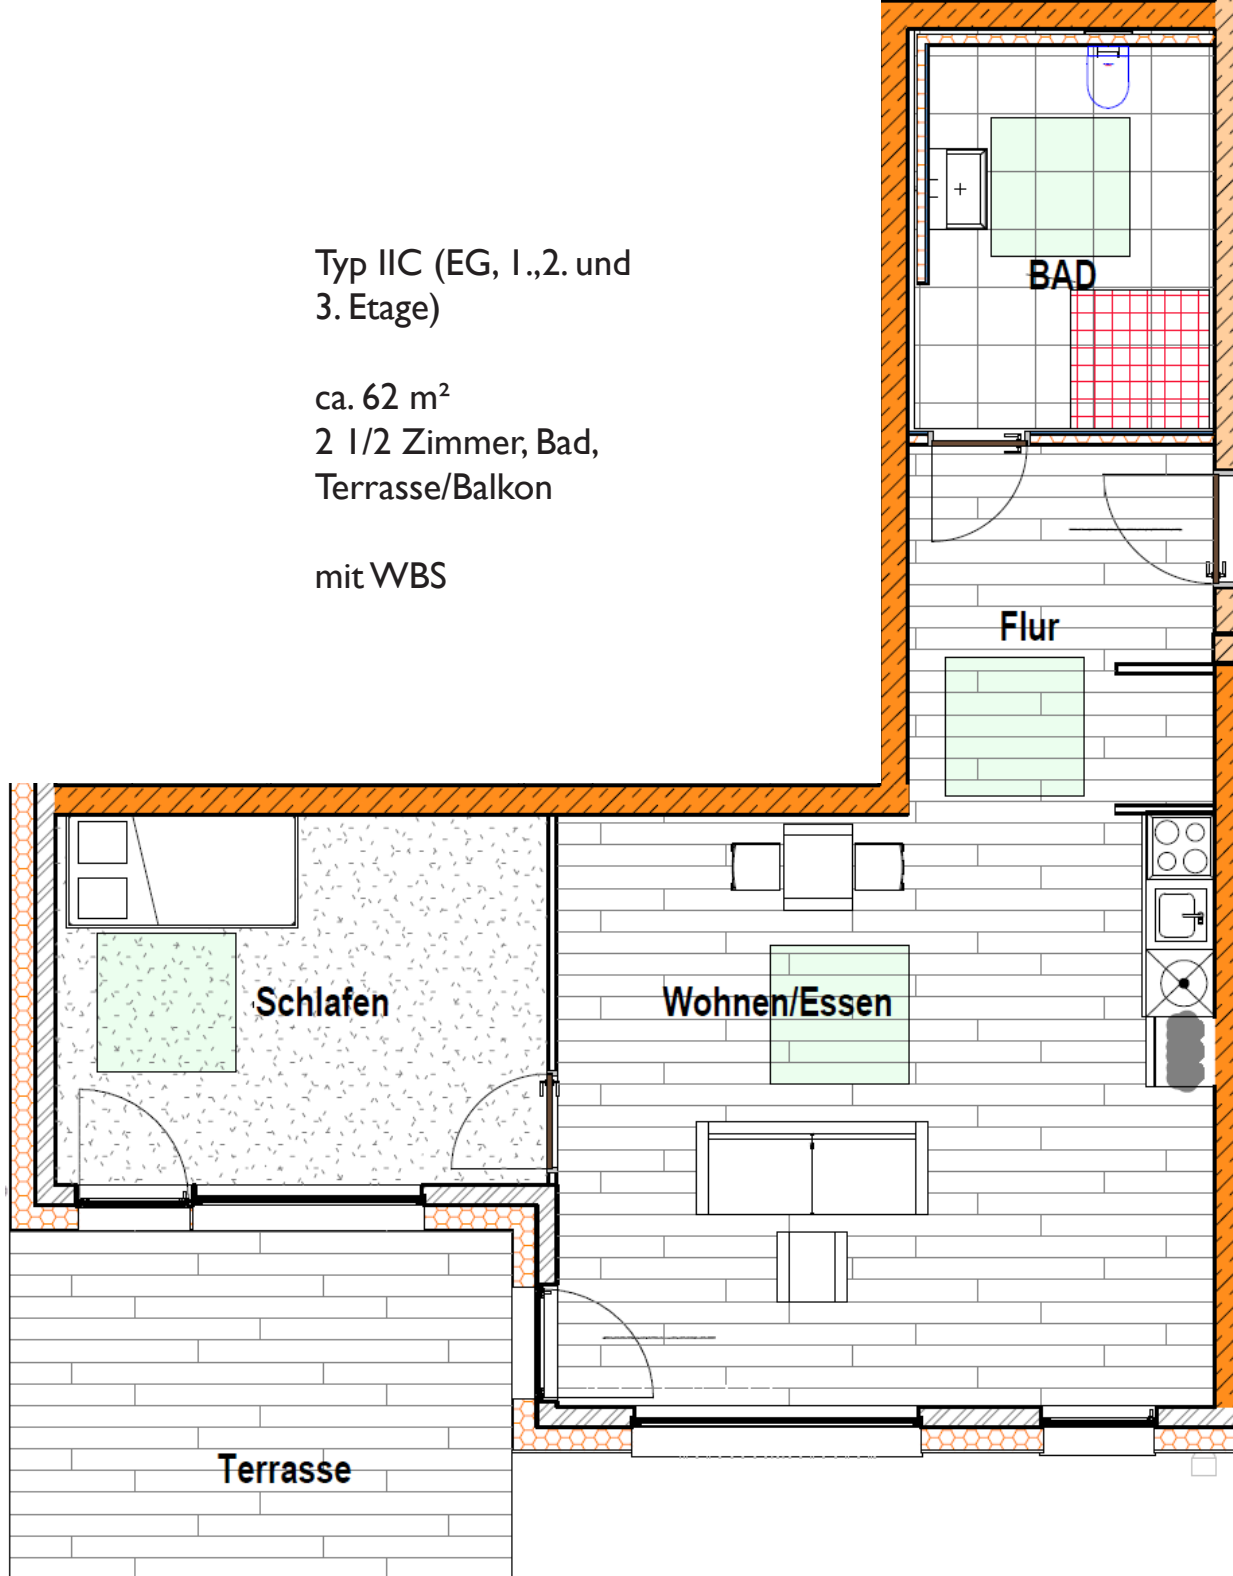 Typ IIC (EG, 1.,2. und
3. Etage)
ca. 62 m²
2 1/2 Zimmer, Bad,
Terrasse/Balkon
mit WBS
BAD
Flur
Schlafen
Wohnen/Essen
Terrasse